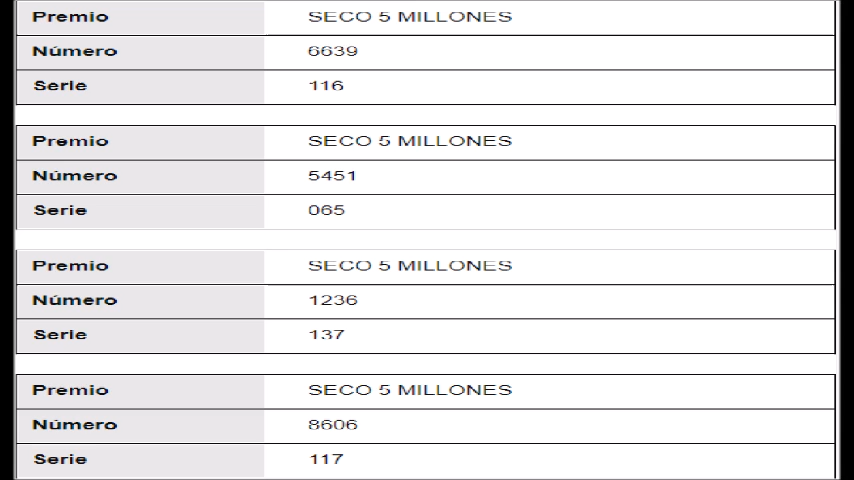 Premio SECO 5 MILLONES
Número 6639
Serie 116
Premio SECO 5 MILLONES
Número 5451
Serie 065
Premio SECO 5 MILLONES
Número 1236
Serie 137
Premio SECO 5 MILLONES
Número 8606
Serie 117